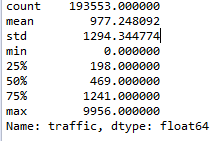 count    193553.000000
mean        977.248092
std        1294.344774
min           0.000000
25%         198.000000
50%         469.000000
75%        1241.000000
max        9956.000000
Name: traffic, dtype: float64